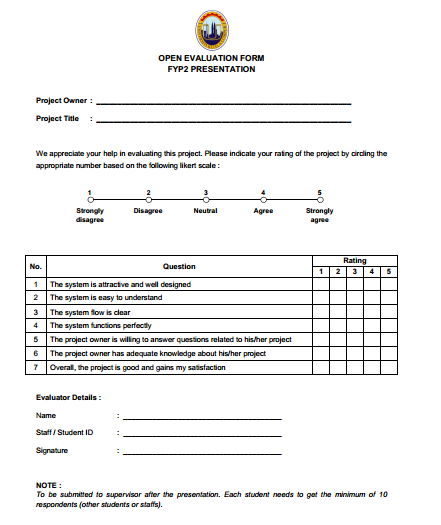 OPEN EVALUATION FORM
FYP2 PRESENTATION
Project Owner : ___________________________
Project Title : ___________________________
We appreciate your help in evaluating this project. Please indicate your rating of the project by circling the
appropriate number based on the following likert scale :
1 2 3 4 5
Strongly disagree Disagree Neutral Agree Strongly agree
No. Question Rating
1 2 3 4 5
1 The system is attractive and well designed
2 The system is easy to understand
3 The system flow is clear
4 The system functions perfectly
5 The project owner is willing to answer questions related to his/her project
6 The project owner has adequate knowledge about his/her project
7 Overall, the project is good and gains my satisfaction
Evaluator Details :
Name : ___________________________
Staff / Student ID : ___________________________
Signature : ___________________________
NOTE :
To be submitted to supervisor after the presentation. Each student needs to get the minimum of 10
respondents (other students or staffs).